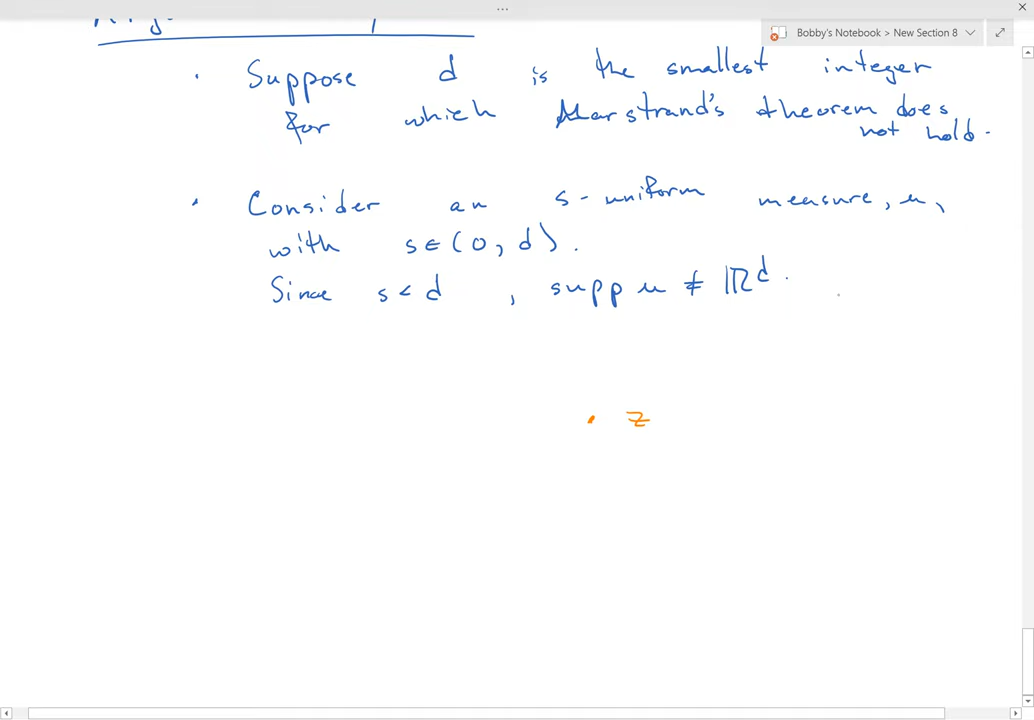 ...
Bobby's Notebook > New Section 8
· Suppose d is the smallest integer
for which Marstrand's theorem does
not hold.
· Consider an s-uniform measure, μ,
with s ∈ (0, d).
Since s < d, supp μ ≠ ℝ^d.
· z